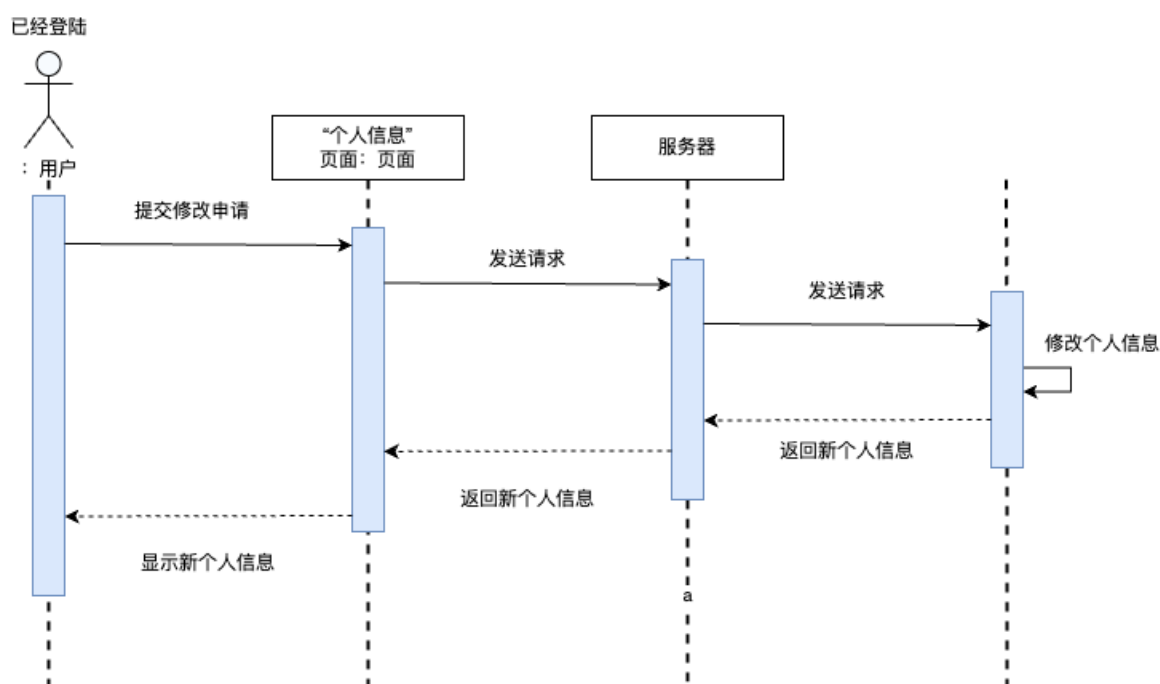 已经登陆
：用户
“个人信息”
页面：页面
服务器
提交修改申请
发送请求
发送请求
修改个人信息
返回新个人信息
返回新个人信息
显示新个人信息
a